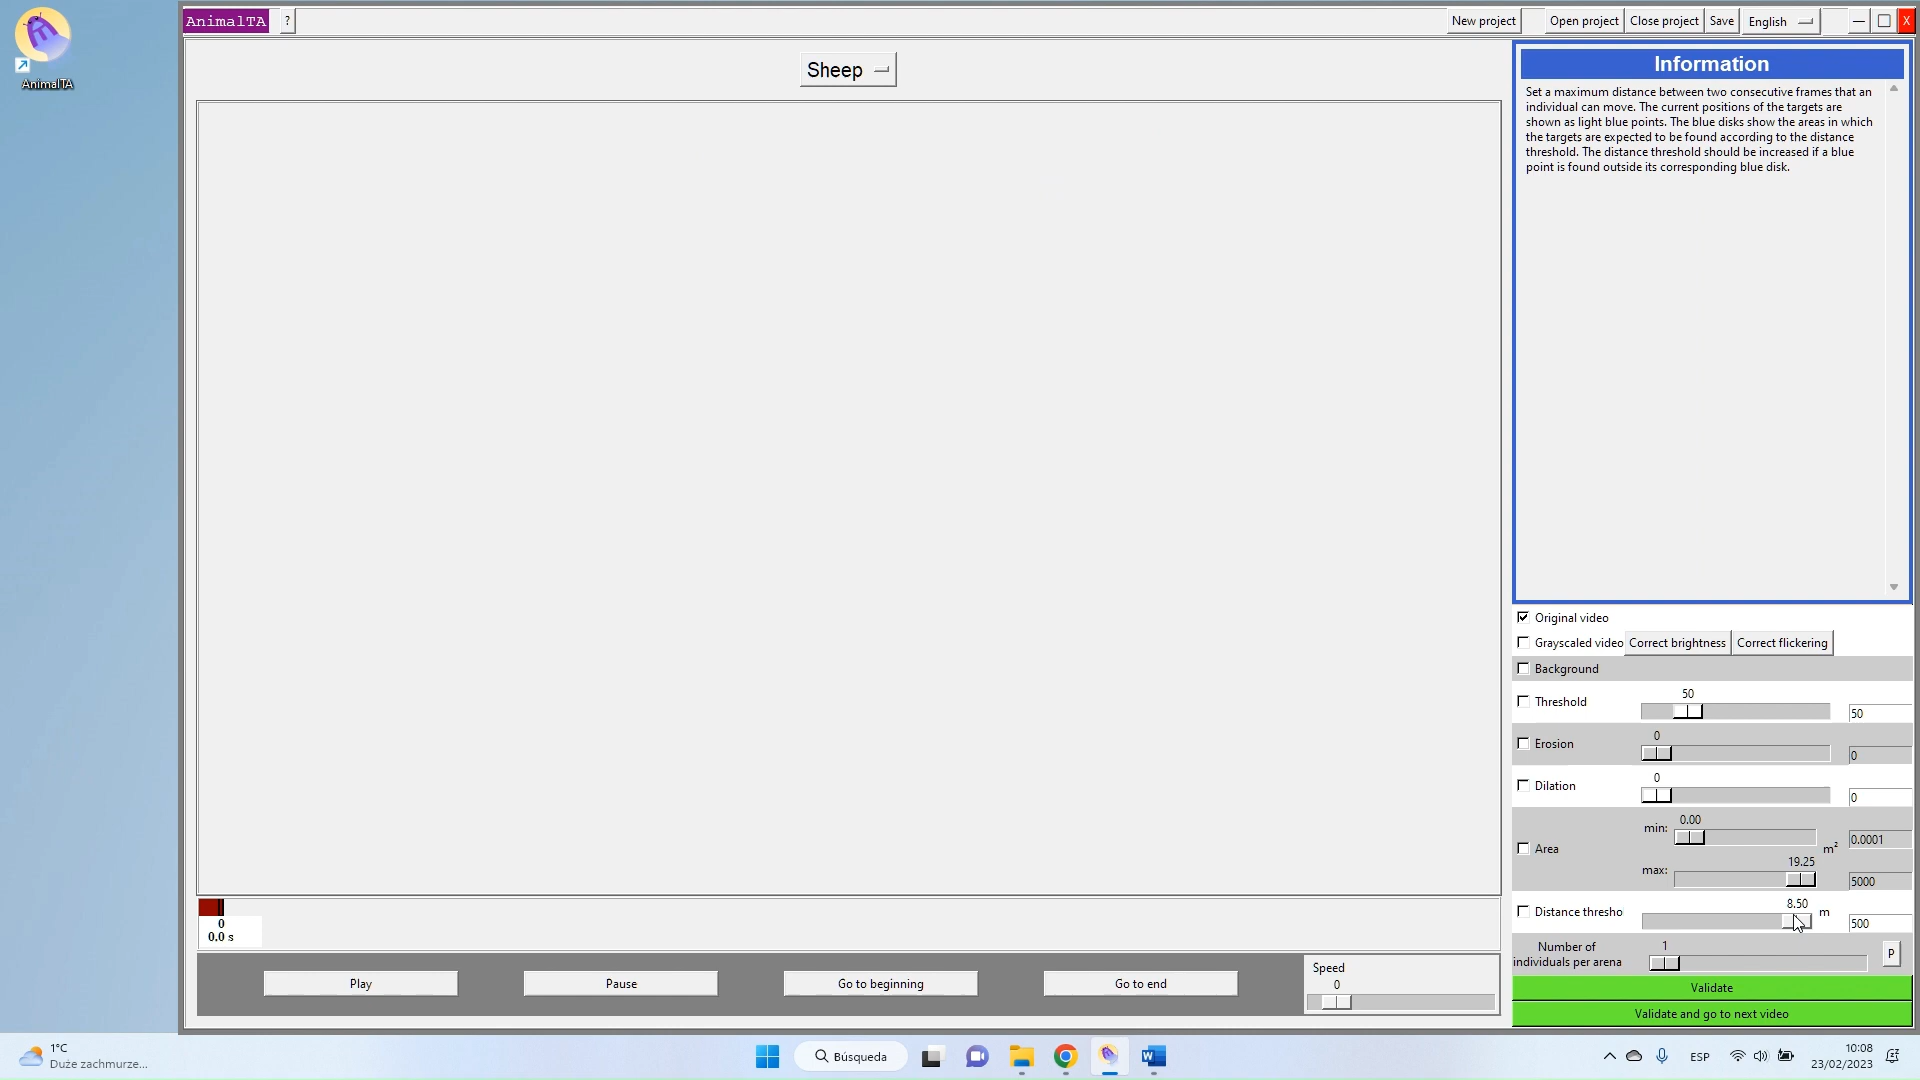 AnimalTA
AnimalTA ? New project Open project Close project Save English X
Sheep
Information
Set a maximum distance between two consecutive frames that an
individual can move. The current positions of the targets are
shown as light blue points. The blue disks show the areas in which
the targets are expected to be found according to the distance
threshold. The distance threshold should be increased if a blue
point is found outside its corresponding blue disk.
Original video
Grayscaled video Correct brightness Correct flickering
Background
50
Threshold 50
0
Erosion 0
0
Dilation 0
0.00
min: 0.0001
Area m²
19.25
max: 5000
8.50
Distance thresho m 500
Number of 1
individuals per arena P
Validate
Validate and go to next video
0
0.0 s
Play Pause Go to beginning Go to end
Speed
0
1°C
Duże zachmurze...
Búsqueda
ESP
10:08
23/02/2023